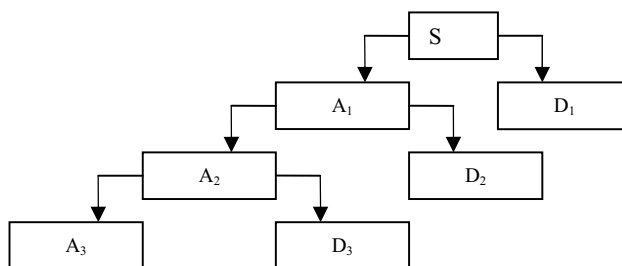 S
A₁ D₁
A₂ D₂
A₃ D₃